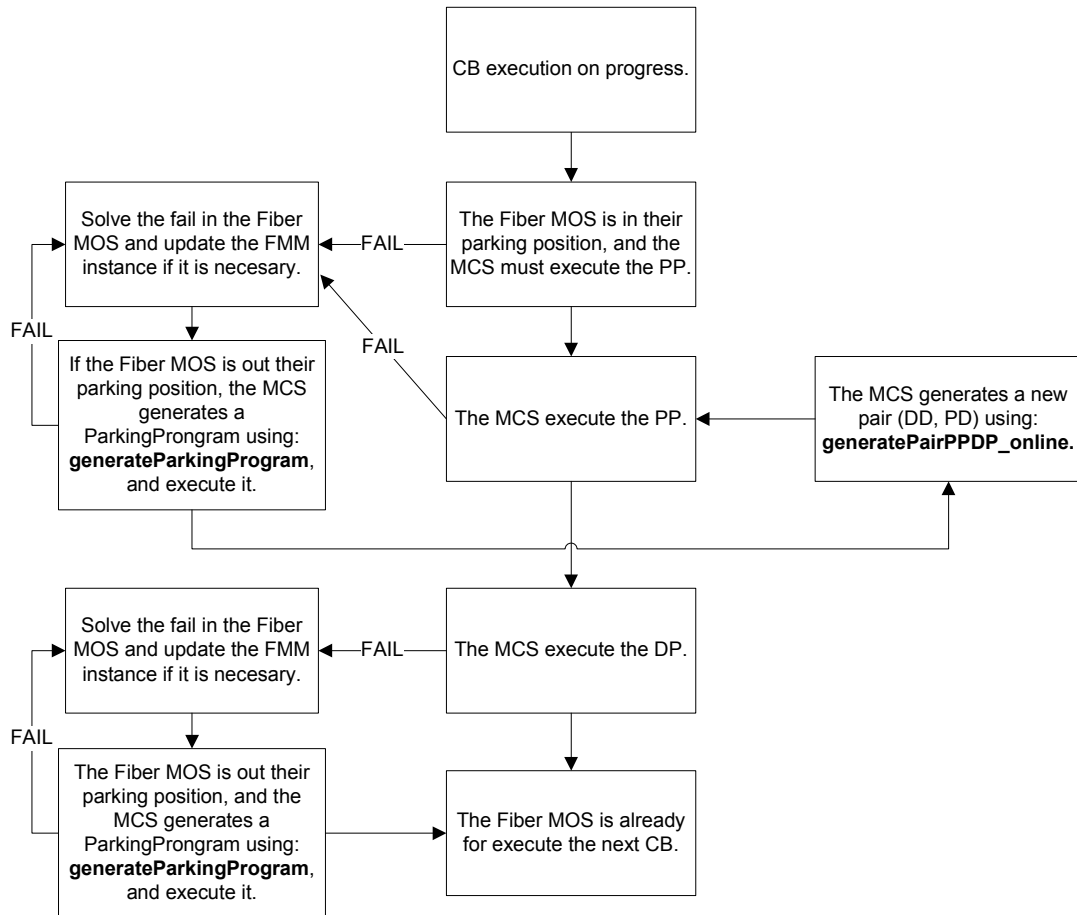 CB execution on progress.
Solve the fail in the Fiber
MOS and update the FMM
instance if it is necesary.
FAIL
The Fiber MOS is in their
parking position, and the
MCS must execute the PP.
FAIL
FAIL
If the Fiber MOS is out their
parking position, the MCS
generates a
ParkingProngram using:
generateParkingProgram,
and execute it.
The MCS execute the PP.
The MCS generates a new
pair (DD, PD) using:
generatePairPPDP_online.
Solve the fail in the Fiber
MOS and update the FMM
instance if it is necesary.
FAIL
The MCS execute the DP.
FAIL
The Fiber MOS is out their
parking position, and the
MCS generates a
ParkingProngram using:
generateParkingProgram,
and execute it.
The Fiber MOS is already
for execute the next CB.